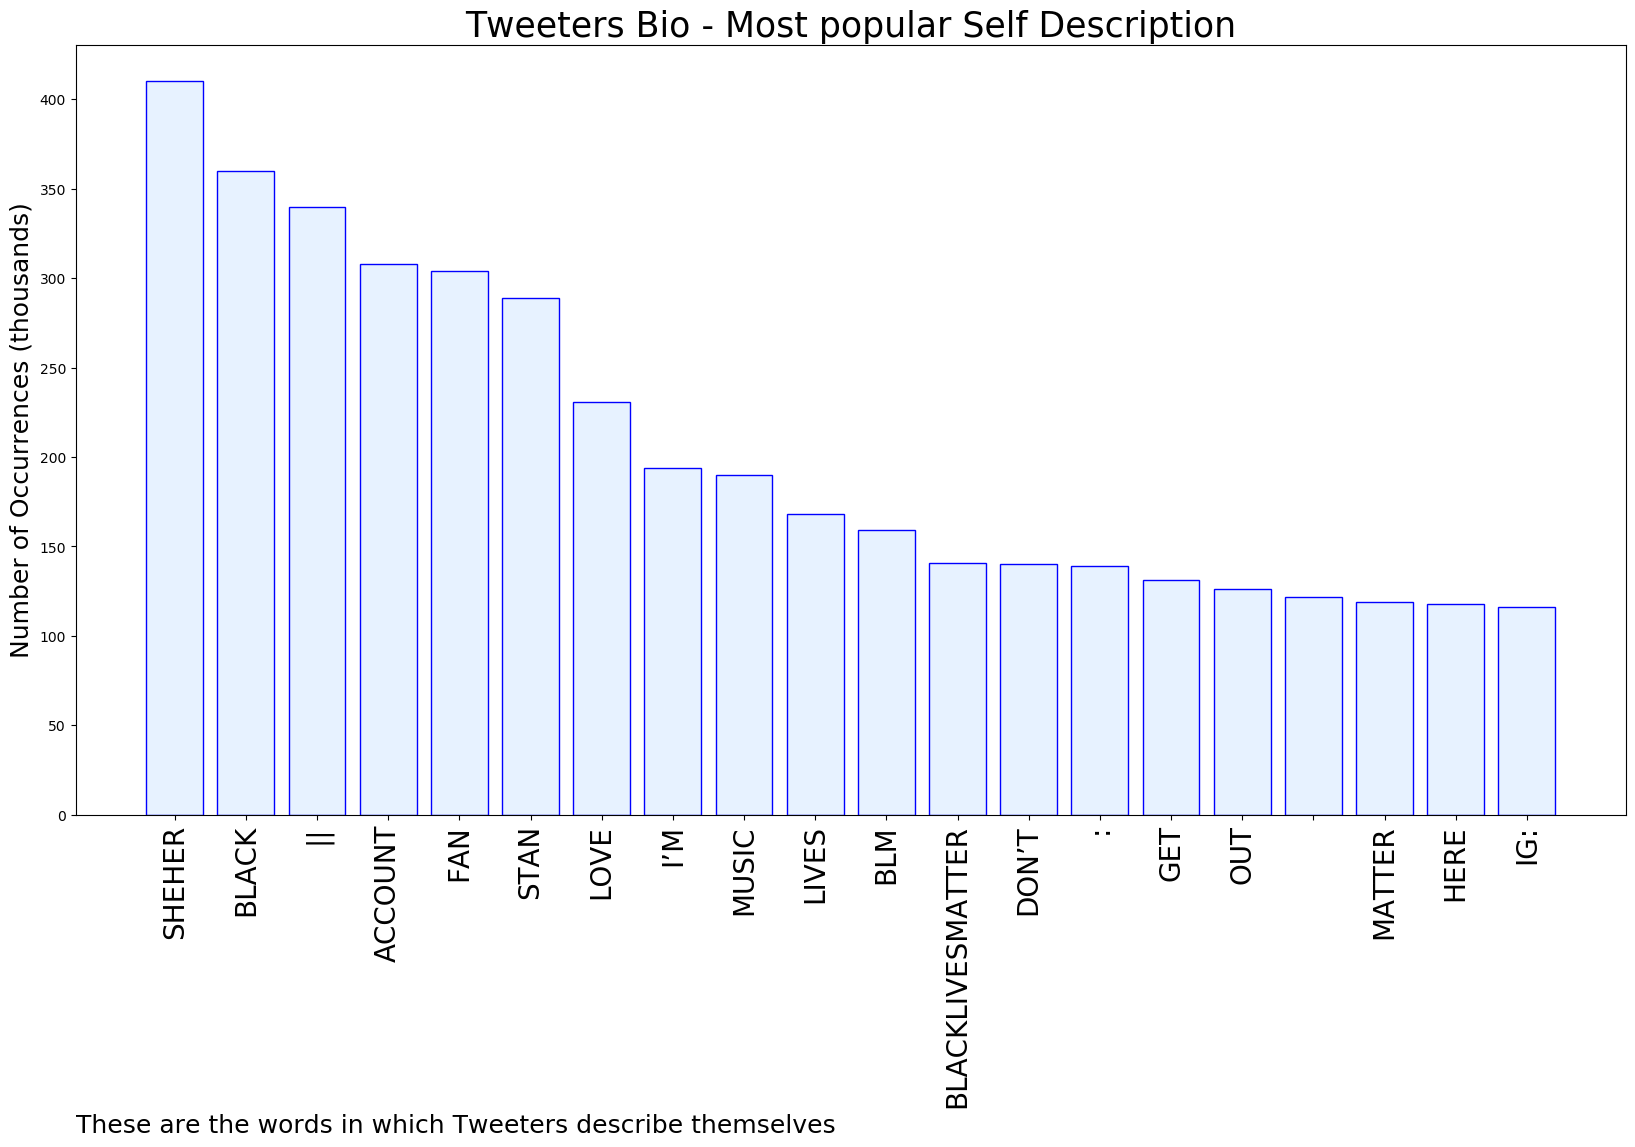 Tweeters Bio - Most popular Self Description
Number of Occurrences (thousands)
400
350
300
250
200
150
100
50
0
SHEHER
BLACK
||
ACCOUNT
FAN
STAN
LOVE
I’M
MUSIC
LIVES
BLM
BLACKLIVESMATTER
DON’T
:
GET
OUT
MATTER
HERE
IG:
These are the words in which Tweeters describe themselves